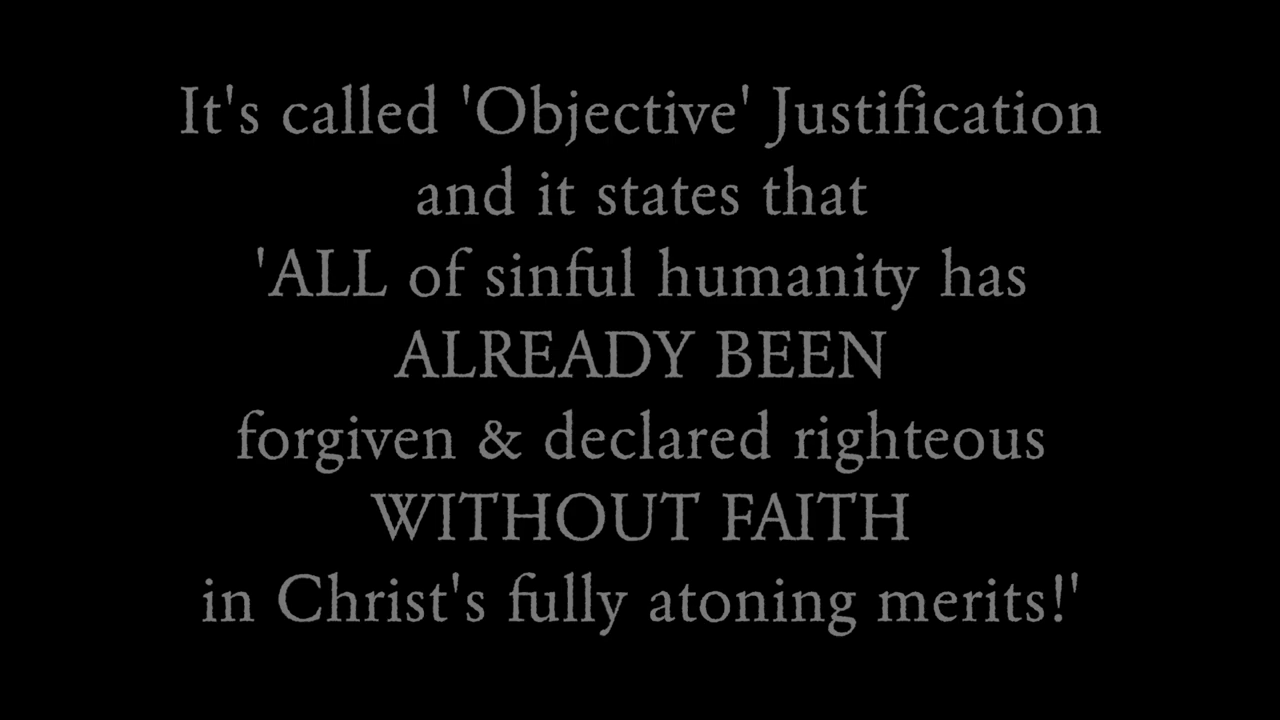 It's called 'Objective' Justification
and it states that
'ALL of sinful humanity has
ALREADY BEEN
forgiven & declared righteous
WITHOUT FAITH
in Christ's fully atoning merits!'